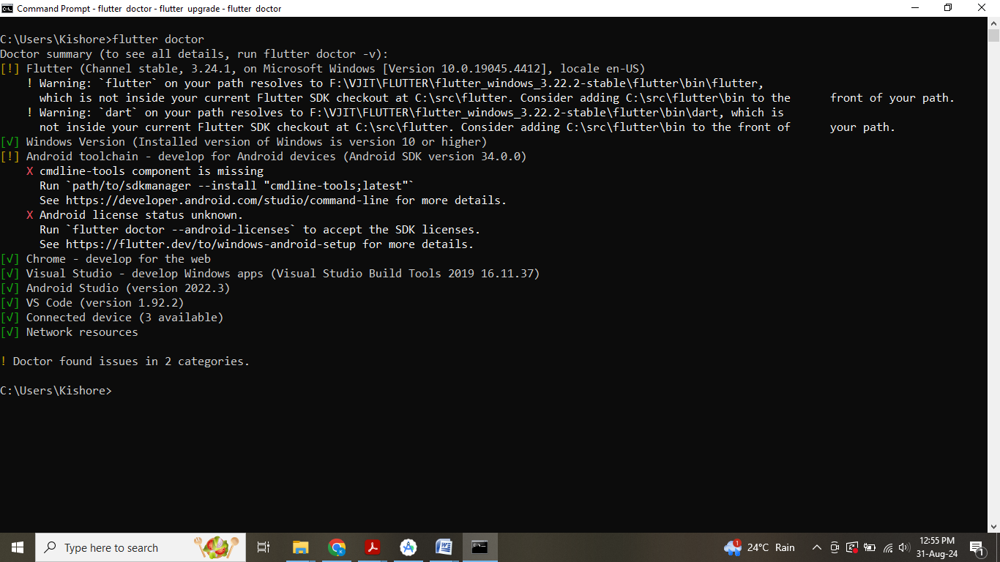 Command Prompt - flutter  doctor - flutter  upgrade - flutter  doctor
C:\Users\Kishore>flutter doctor
Doctor summary (to see all details, run flutter doctor -v):
[!] Flutter (Channel stable, 3.24.1, on Microsoft Windows [Version 10.0.19045.4412], locale en-US)
    ! Warning: `flutter` on your path resolves to F:\VJIT\FLUTTER\flutter_windows_3.22.2-stable\flutter\bin\flutter,
      which is not inside your current Flutter SDK checkout at C:\src\flutter. Consider adding C:\src\flutter\bin to the      front of your path.
    ! Warning: `dart` on your path resolves to F:\VJIT\FLUTTER\flutter_windows_3.22.2-stable\flutter\bin\dart, which is
      not inside your current Flutter SDK checkout at C:\src\flutter. Consider adding C:\src\flutter\bin to the front of      your path.
[√] Windows Version (Installed version of Windows is version 10 or higher)
[!] Android toolchain - develop for Android devices (Android SDK version 34.0.0)
    X cmdline-tools component is missing
      Run `path/to/sdkmanager --install "cmdline-tools;latest"`
      See https://developer.android.com/studio/command-line for more details.
    X Android license status unknown.
      Run `flutter doctor --android-licenses` to accept the SDK licenses.
      See https://flutter.dev/to/windows-android-setup for more details.
[√] Chrome - develop for the web
[√] Visual Studio - develop Windows apps (Visual Studio Build Tools 2019 16.11.37)
[√] Android Studio (version 2022.3)
[√] VS Code (version 1.92.2)
[√] Connected device (3 available)
[√] Network resources
! Doctor found issues in 2 categories.
C:\Users\Kishore>
Type here to search
1
24°C Rain
12:55 PM
31-Aug-24
1